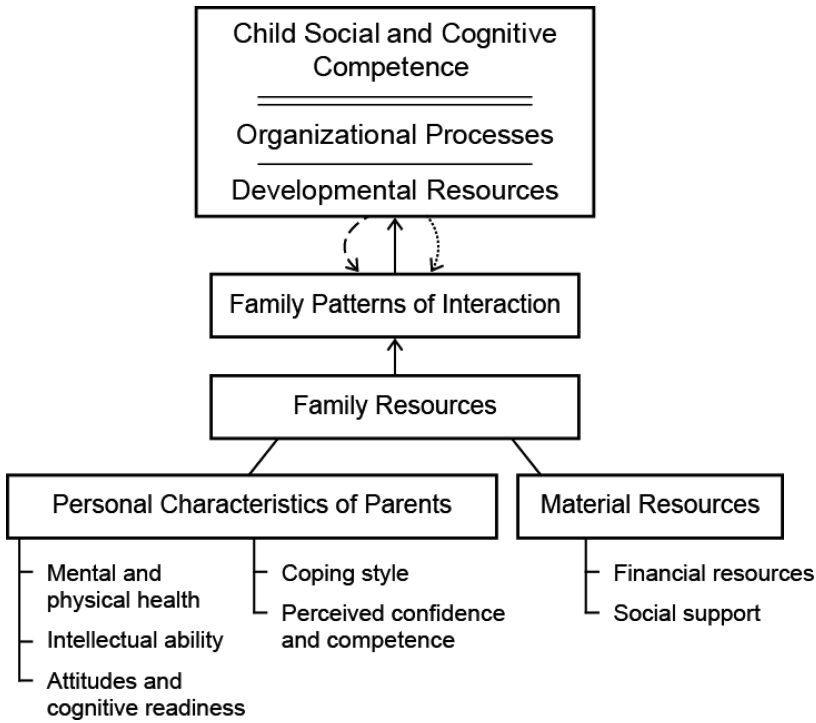 Child Social and Cognitive
Competence
Organizational Processes
Developmental Resources
Family Patterns of Interaction
Family Resources
Personal Characteristics of Parents
Mental and
physical health
Intellectual ability
Attitudes and
cognitive readiness
Coping style
Perceived confidence
and competence
Material Resources
Financial resources
Social support